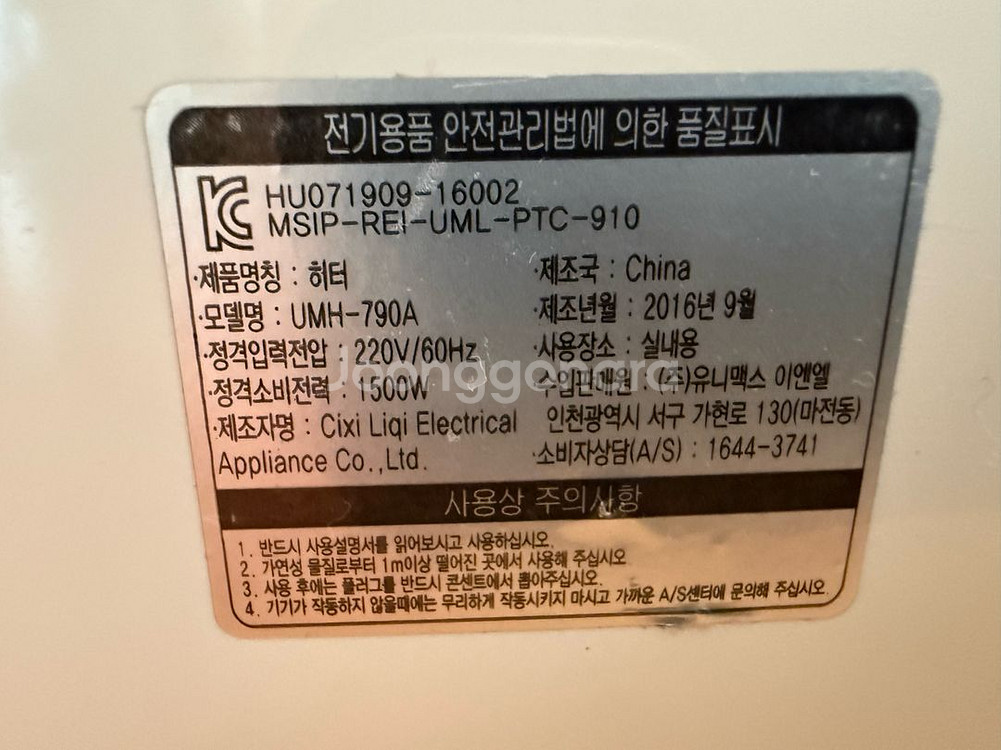 전기용품 안전관리법에 의한 품질표시
HU071909-16002
MSIP-REI-UML-PTC-910
·제품명칭 : 히터
·모델명 : UMH-790A
·정격입력전압 : 220V/60Hz
·정격소비전력 : 1500W
·제조자명 : Cixi Liqi Electrical
Appliance Co.,Ltd.
·제조국 : China
·제조년월 : 2016년 9월
·사용장소 : 실내용
·수입판매원 : (주)유니맥스 이엔엘
인천광역시 서구 가현로 130(마전동)
·소비자상담(A/S) : 1644-3741
사용상 주의사항
1. 반드시 사용설명서를 읽어보시고 사용하십시오.
2. 가연성 물질로부터 1m이상 떨어진 곳에서 사용해 주십시오
3. 사용 후에는 플러그를 반드시 콘센트에서 뽑아주십시오.
4. 기기가 작동하지 않을때에는 무리하게 작동시키지 마시고 가까운 A/S센터에 문의해 주십시오.